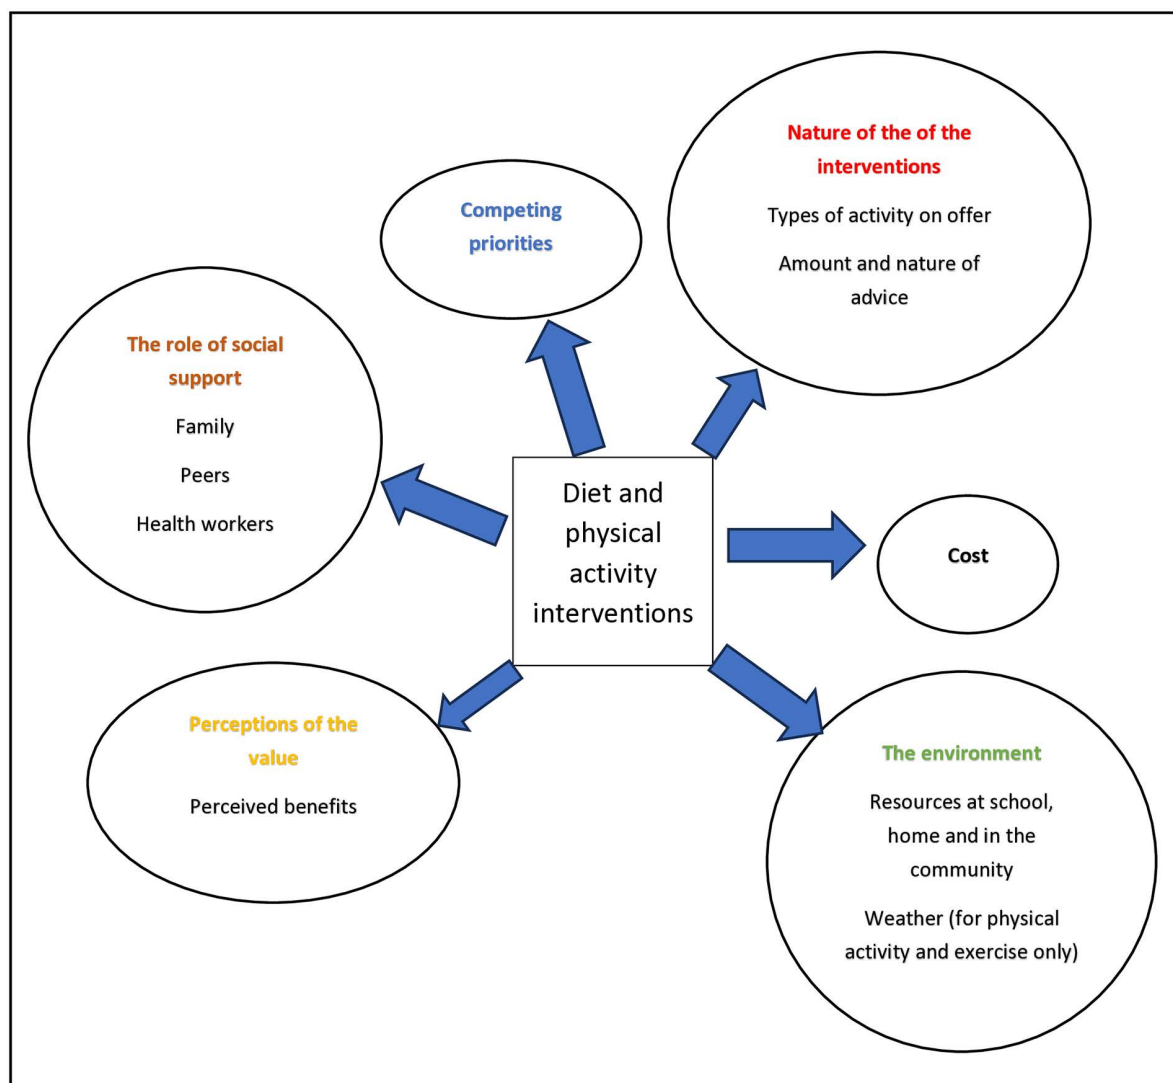 Nature of the of the
interventions
Types of activity on offer
Amount and nature of
advice
Competing
priorities
The role of social
support
Family
Peers
Health workers
Diet and
physical
activity
interventions
Cost
Perceptions of the
value
Perceived benefits
The environment
Resources at school,
home and in the
community
Weather (for physical
activity and exercise only)